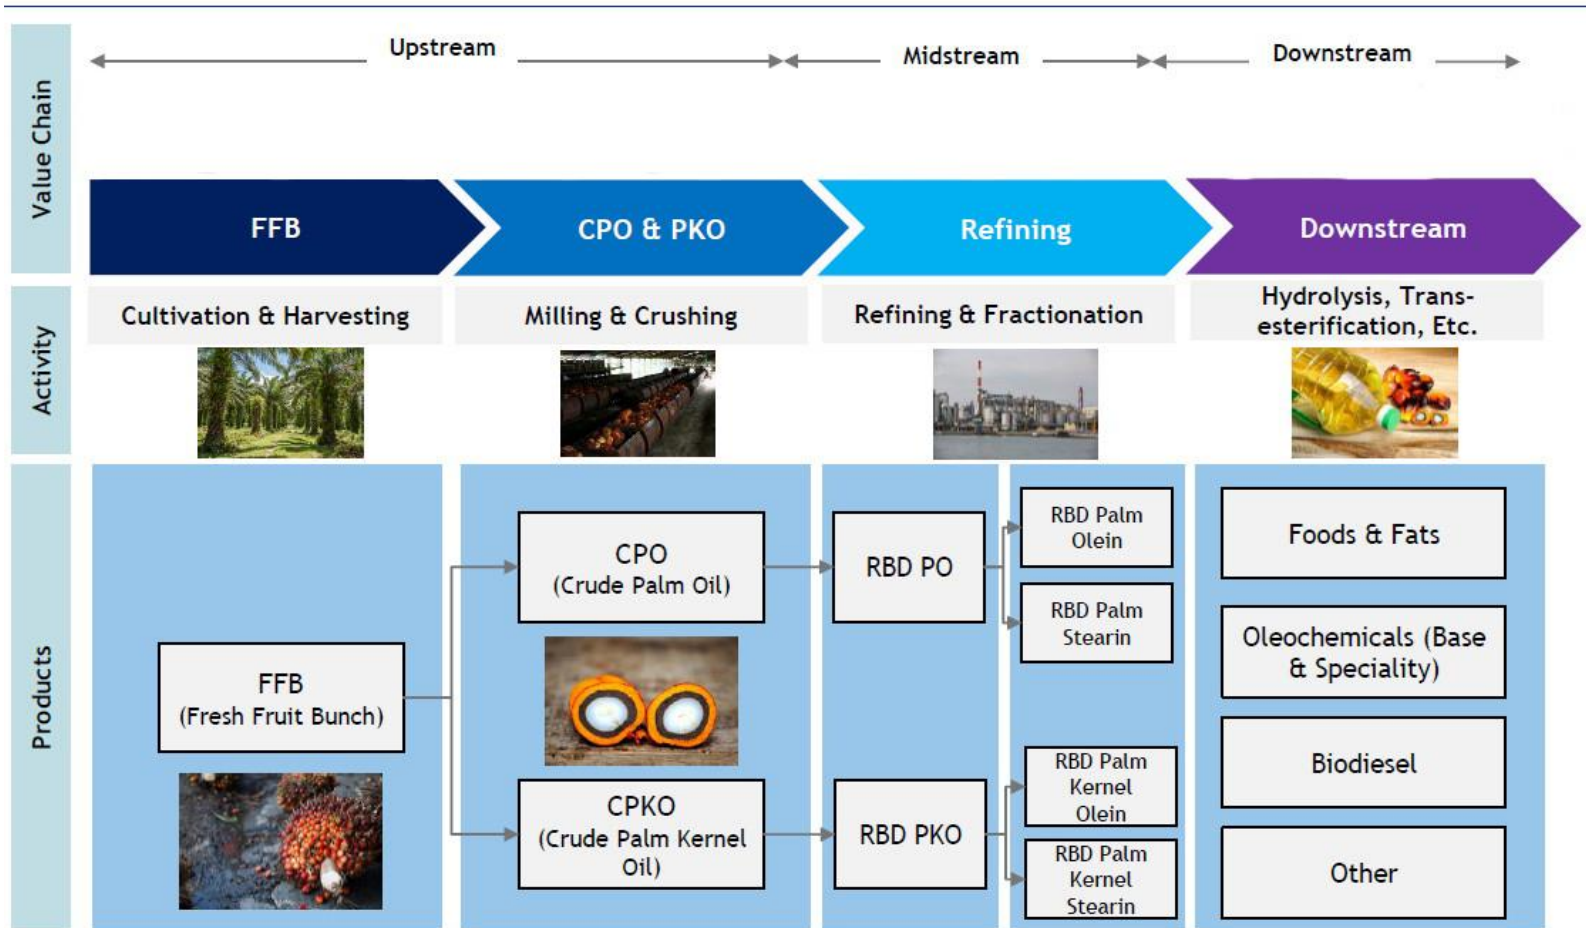 Upstream
Midstream
Downstream
Value Chain
FFB
CPO & PKO
Refining
Downstream
Activity
Cultivation & Harvesting
Milling & Crushing
Refining & Fractionation
Hydrolysis, Trans-
esterification, Etc.
Products
FFB
(Fresh Fruit Bunch)
CPO
(Crude Palm Oil)
CPKO
(Crude Palm Kernel
Oil)
RBD PO
RBD PKO
RBD Palm
Olein
RBD Palm
Stearin
RBD Palm
Kernel
Olein
RBD Palm
Kernel
Stearin
Foods & Fats
Oleochemicals (Base
& Speciality)
Biodiesel
Other